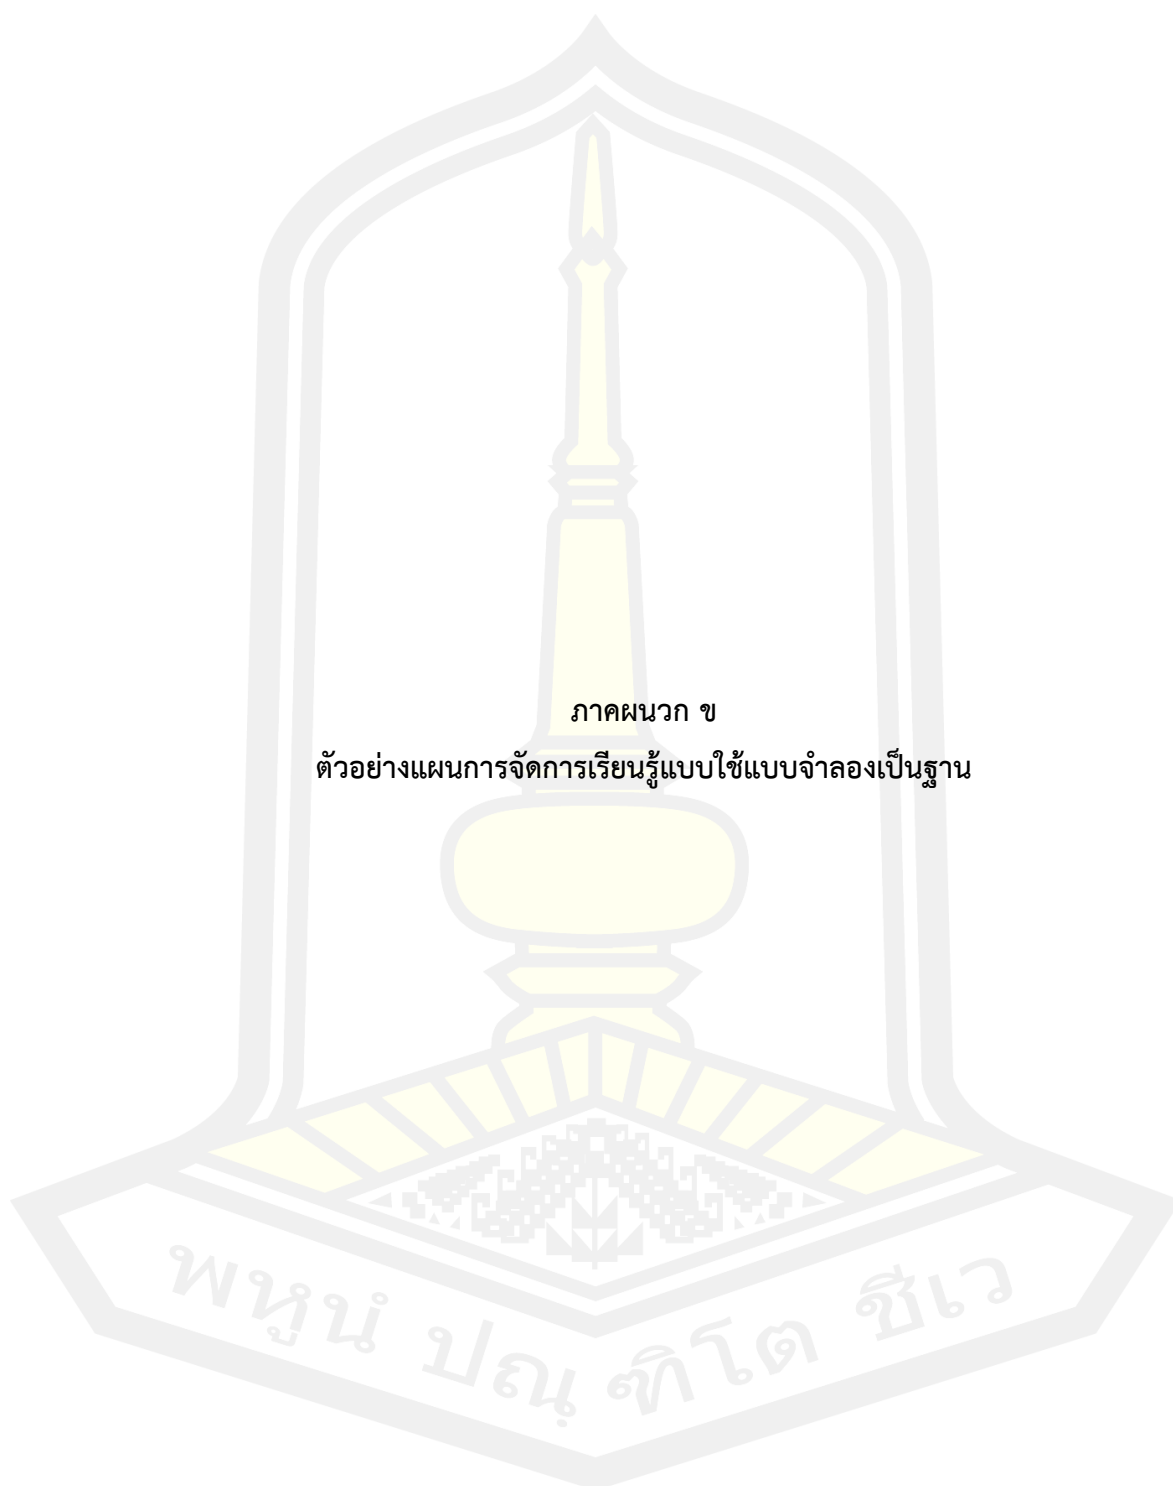 ภาคผนวก ข
ตัวอย่างแผนการจัดการเรียนรู้แบบใช้แบบจำลองเป็นฐาน
พหูนํ ปณฺฑิโต ชีเว